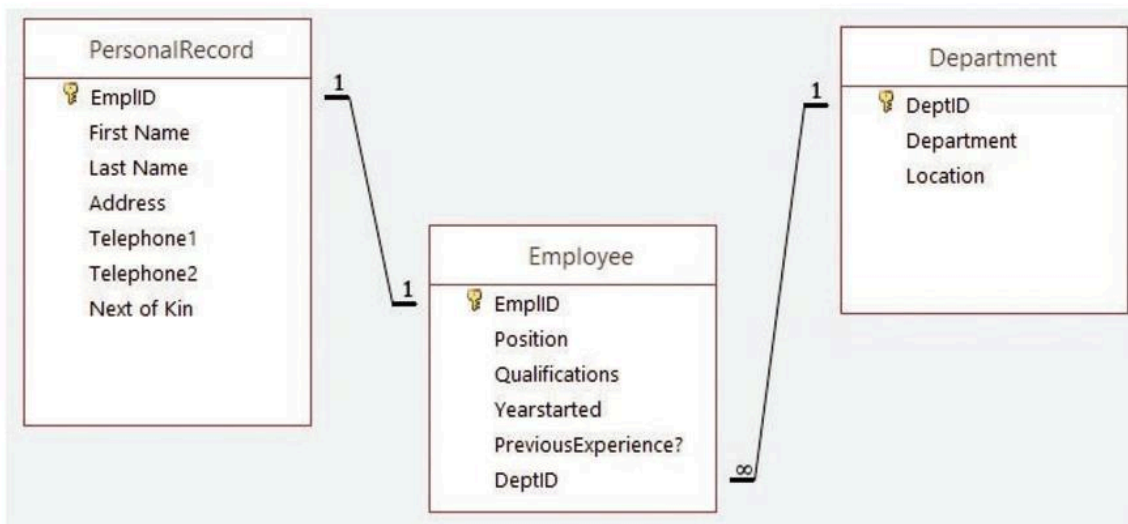 PersonalRecord
EmplID
First Name
Last Name
Address
Telephone1
Telephone2
Next of Kin
1
1
Employee
EmplID
Position
Qualifications
Yearstarted
PreviousExperience?
DeptID
∞
1
Department
DeptID
Department
Location